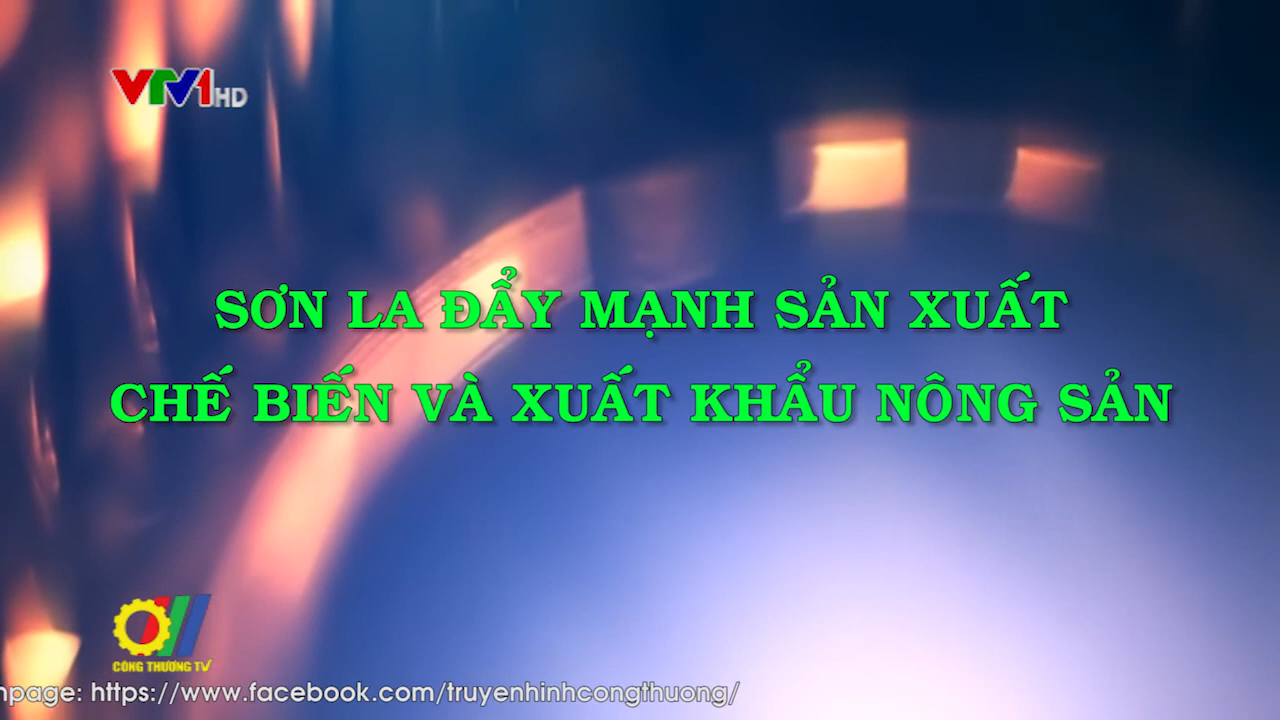 VTV1HD
SƠN LA ĐẨY MẠNH SẢN XUẤT
CHẾ BIẾN VÀ XUẤT KHẨU NÔNG SẢN
CÔNG THƯƠNG TV
npage: https://www.facebook.com/truyenhinhcongthuong/